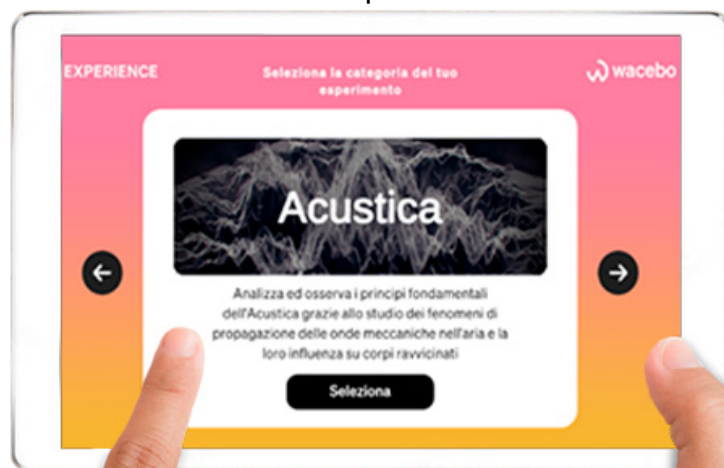 EXPERIENCE
Seleziona la categoria del tuo
esperimento
wacebo
Acustica
Analizza ed osserva i principi fondamentali
dell'Acustica grazie allo studio dei fenomeni di
propagazione delle onde meccaniche nell'aria e la
loro influenza su corpi ravvicinati
Seleziona